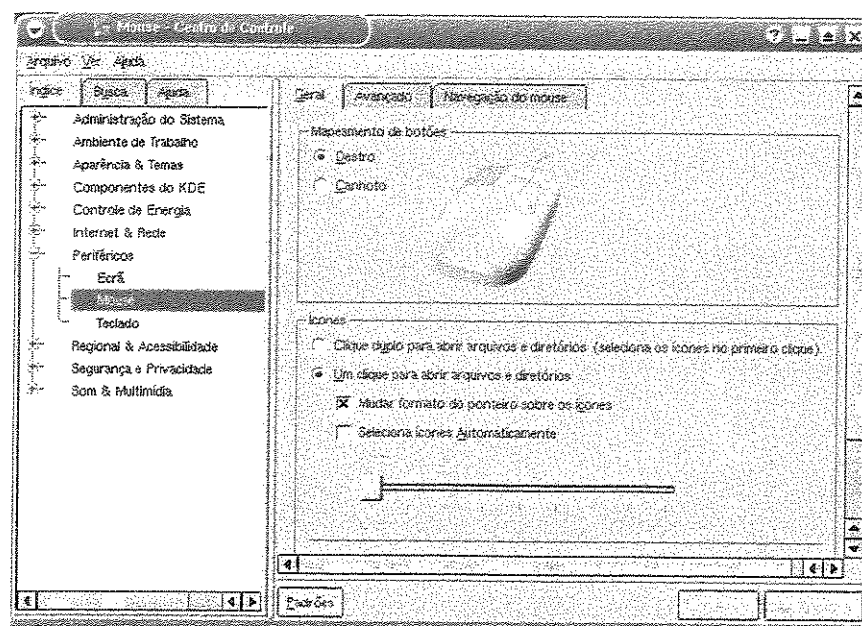 Mouse - Centro de Controle
Arquivo Ver Ajuda
Índice Busca Ajuda
Administração do Sistema
Ambiente de Trabalho
Aparência & Temas
Componentes do KDE
Controle de Energia
Internet & Rede
Periféricos
Ecrã
Mouse
Teclado
Regional & Acessibilidade
Segurança e Privacidade
Som & Multimídia
Geral Avançado Navegação do mouse
Mapeamento de botões
Destro
Canhoto
Ícones
Clique duplo para abrir arquivos e diretórios (seleciona os ícones no primeiro clique)
Um clique para abrir arquivos e diretórios
Mudar formato do ponteiro sobre os ícones
Seleciona ícones Automaticamente
Padrões